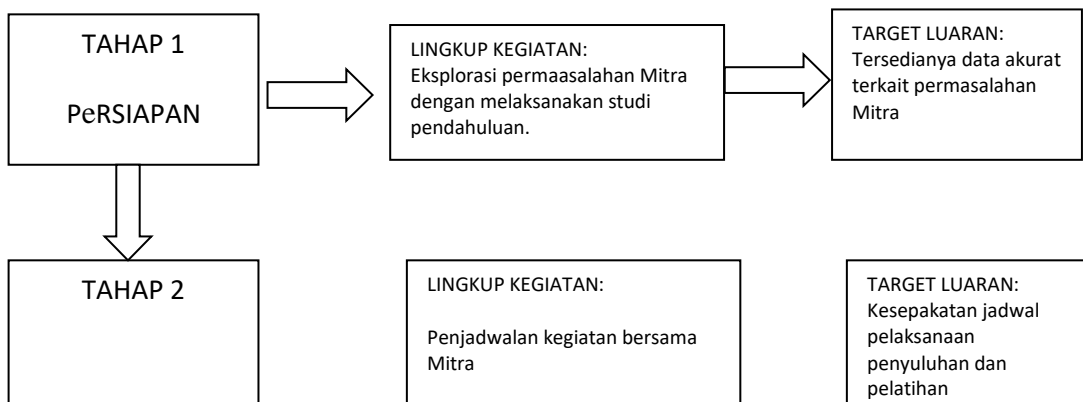 TAHAP 1
PeRSIAPAN
LINGKUP KEGIATAN:
Eksplorasi permaasalahan Mitra
dengan melaksanakan studi
pendahuluan.
TARGET LUARAN:
Tersedianya data akurat
terkait permasalahan
Mitra
TAHAP 2
LINGKUP KEGIATAN:
Penjadwalan kegiatan bersama
Mitra
TARGET LUARAN:
Kesepakatan jadwal
pelaksanaan
penyuluhan dan
pelatihan